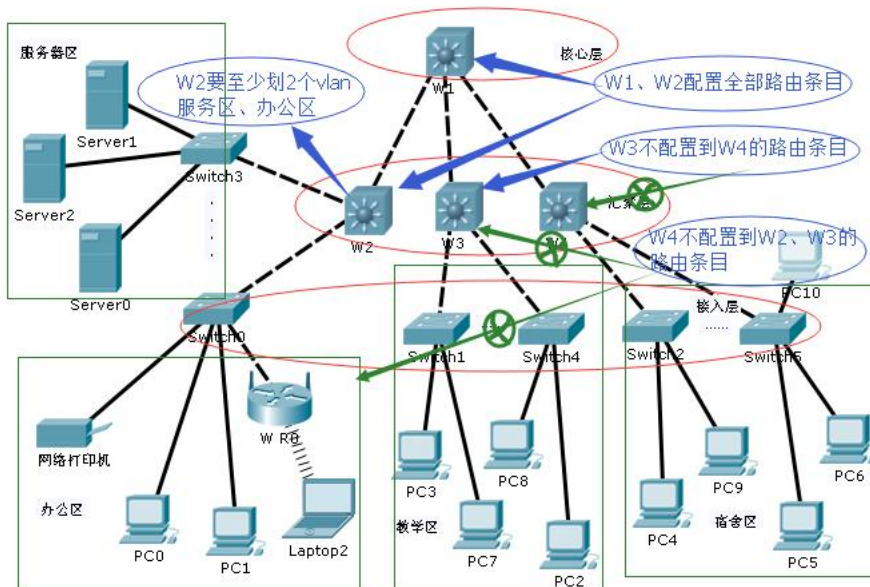 服务器区
核心层
W1
W2要至少划2个vlan
服务区、办公区
W1、W2配置全部路由条目
Server1
W3不配置到W4的路由条目
Switch3
Server2
汇聚层
W2
W3
W4不配置到W2、W3的
路由条目
Server0
PC10
接入层
......
Switch0
Switch1
Switch4
Switch2
Switch5
W R0
网络打印机
PC3
PC8
PC9
PC6
办公区
教学区
宿舍区
PC0
PC1
Laptop2
PC7
PC2
PC4
PC5